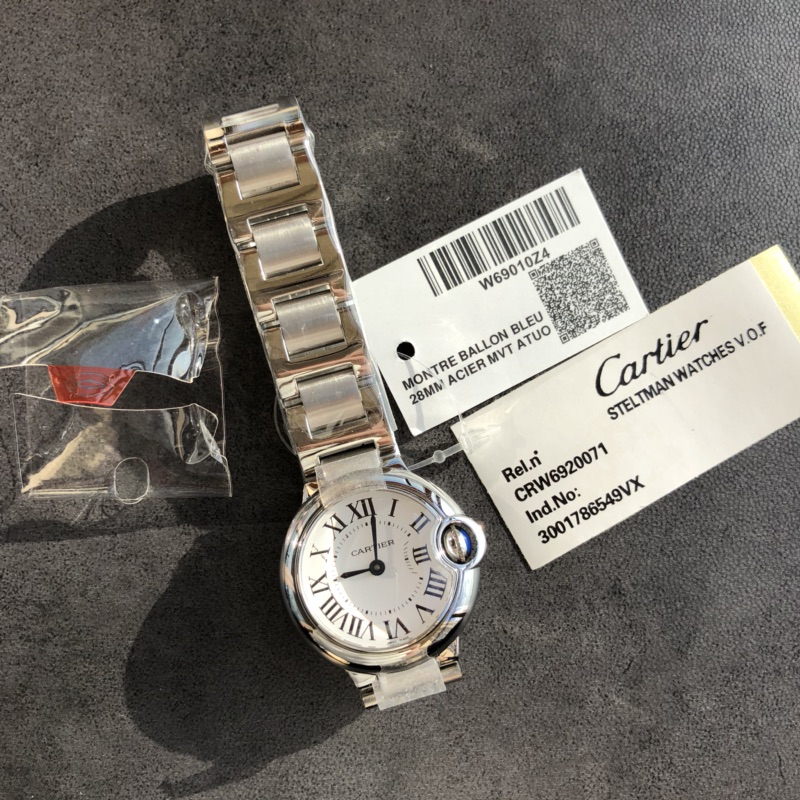 W69010Z4
MONTRE BALLON BLEU
28MM ACIER MVT ATUO
Cartier
STELTMAN WATCHES V.O.F
Rel.n°
CRW6920071
Ind.No:
3001786549VX
XII
I
II
III
IIII
V
VI
VII
VIII
IX
X
XI
CARTIER